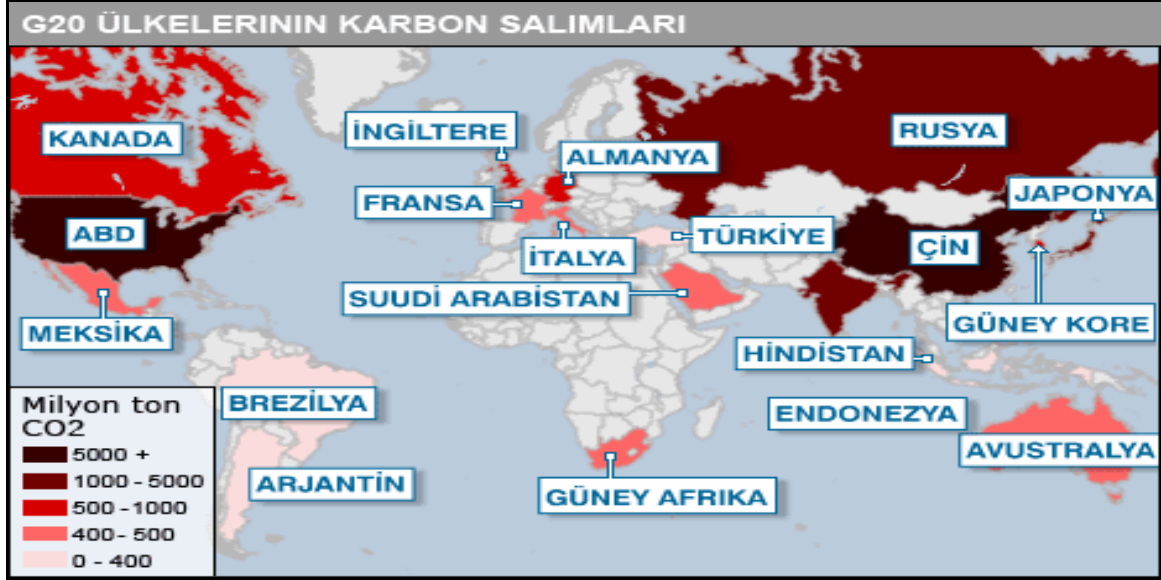 G20 ÜLKELERININ KARBON SALIMLARI
KANADA
İNGİLTERE
ALMANYA
RUSYA
FRANSA
JAPONYA
ABD
İTALYA
TÜRKİYE
ÇİN
SUUDİ ARABİSTAN
MEKSİKA
GÜNEY KORE
HİNDİSTAN
BREZİLYA
ENDONEZYA
AVUSTRALYA
ARJANTİN
GÜNEY AFRIKA
Milyon ton
CO2
5000 +
1000 - 5000
500 - 1000
400 - 500
0 - 400